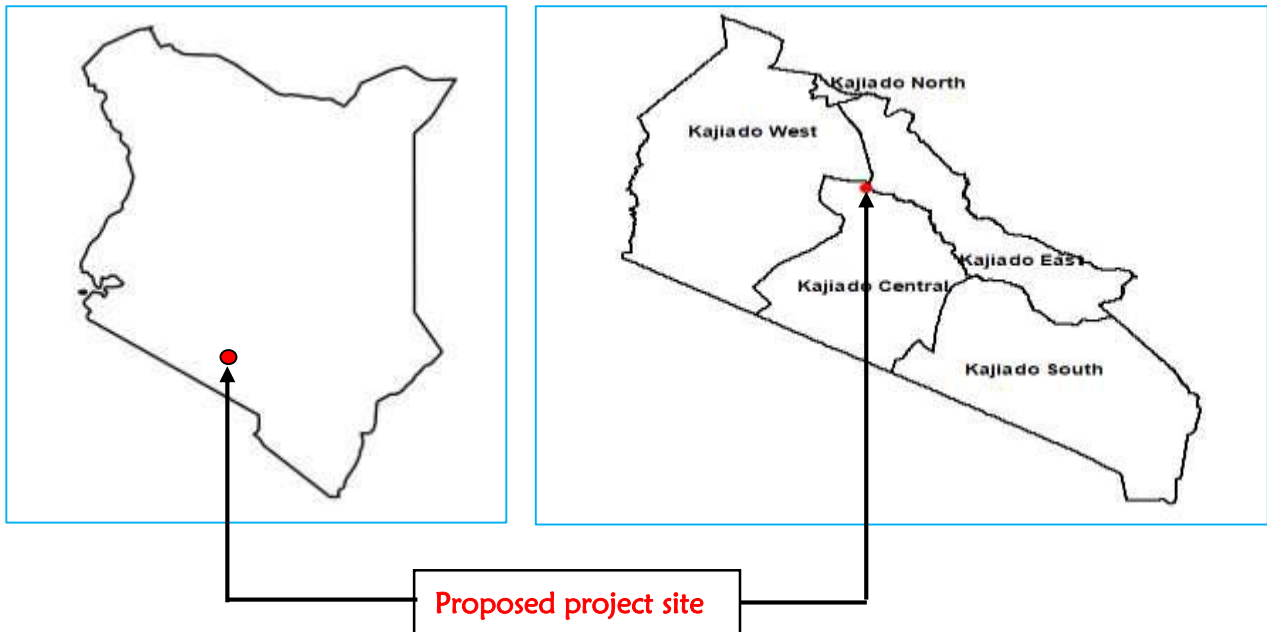 Kajiado North
Kajiado West
Kajiado East
Kajiado Central
Kajiado South
Proposed project site